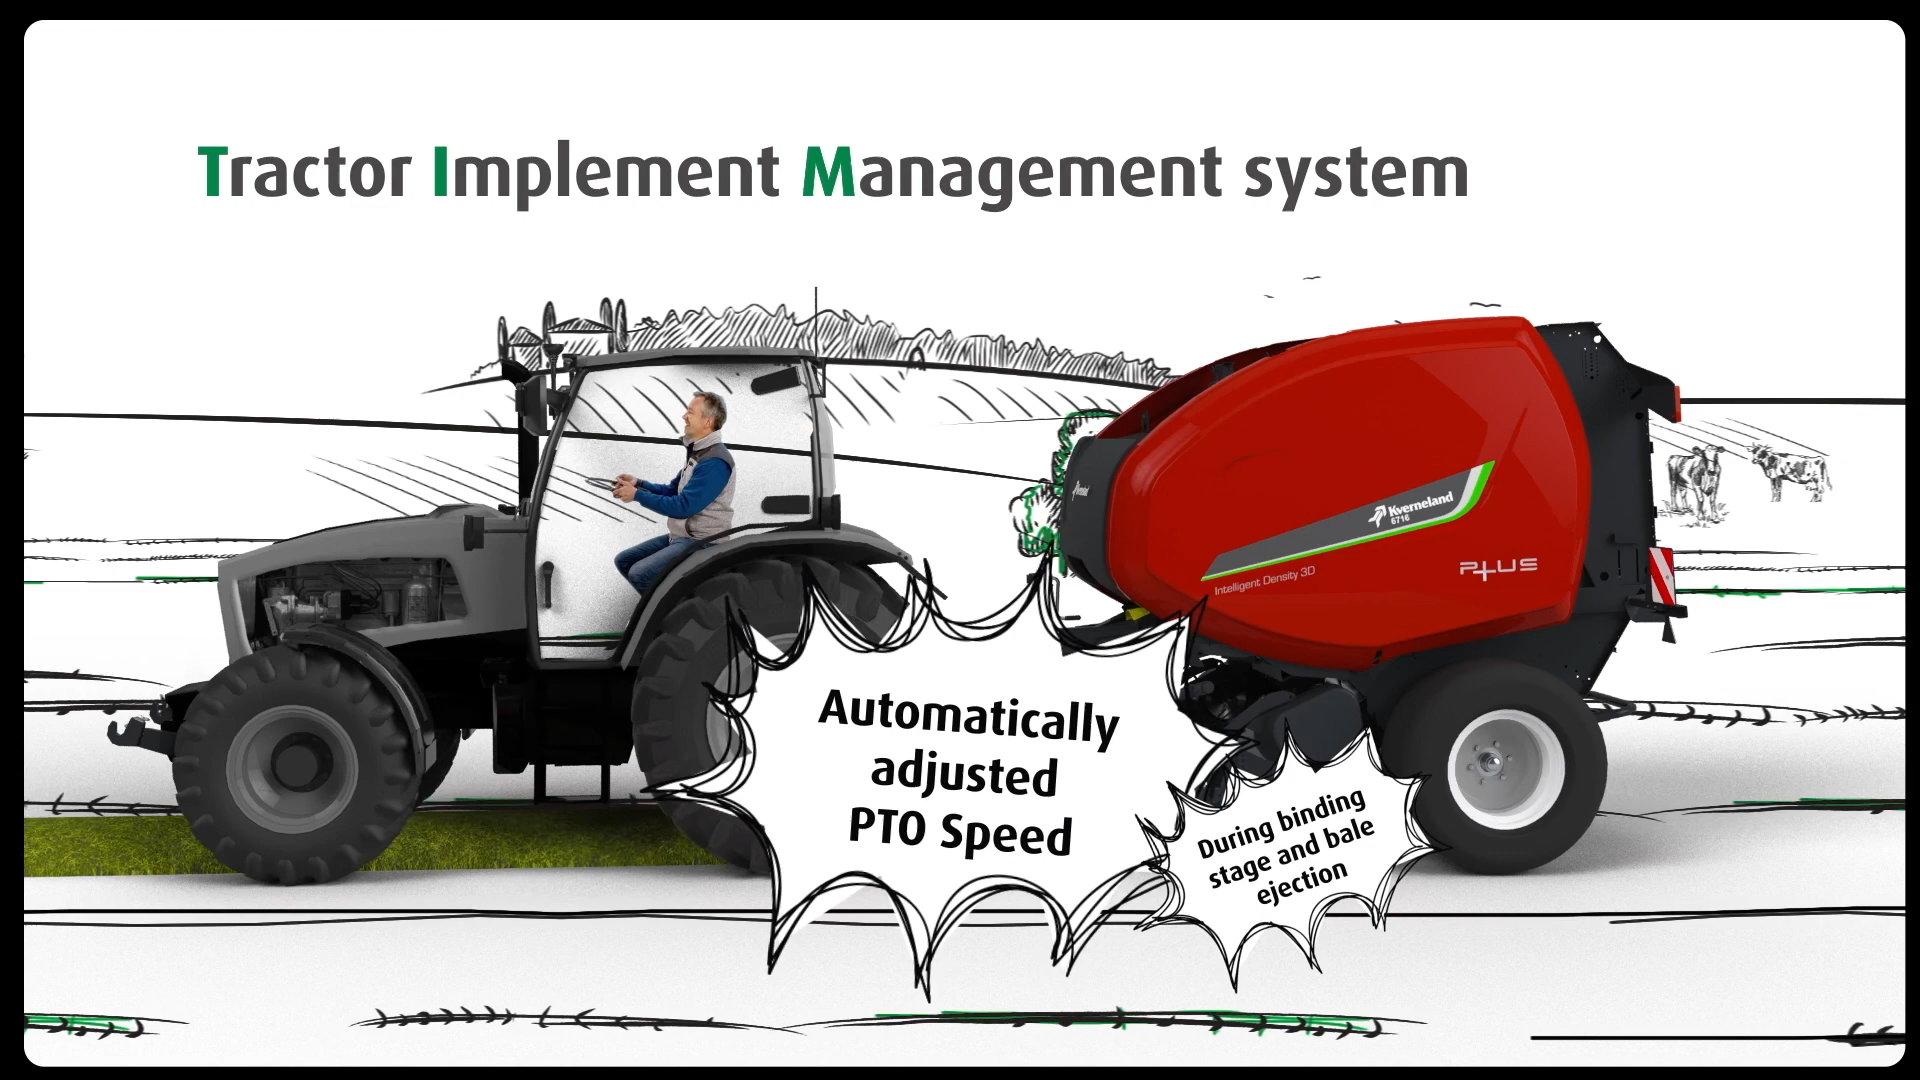 Tractor Implement Management system
Kverneland
6716
Intelligent Density 3D
PLUS
Automatically
adjusted
PTO Speed
During binding
stage and bale
ejection